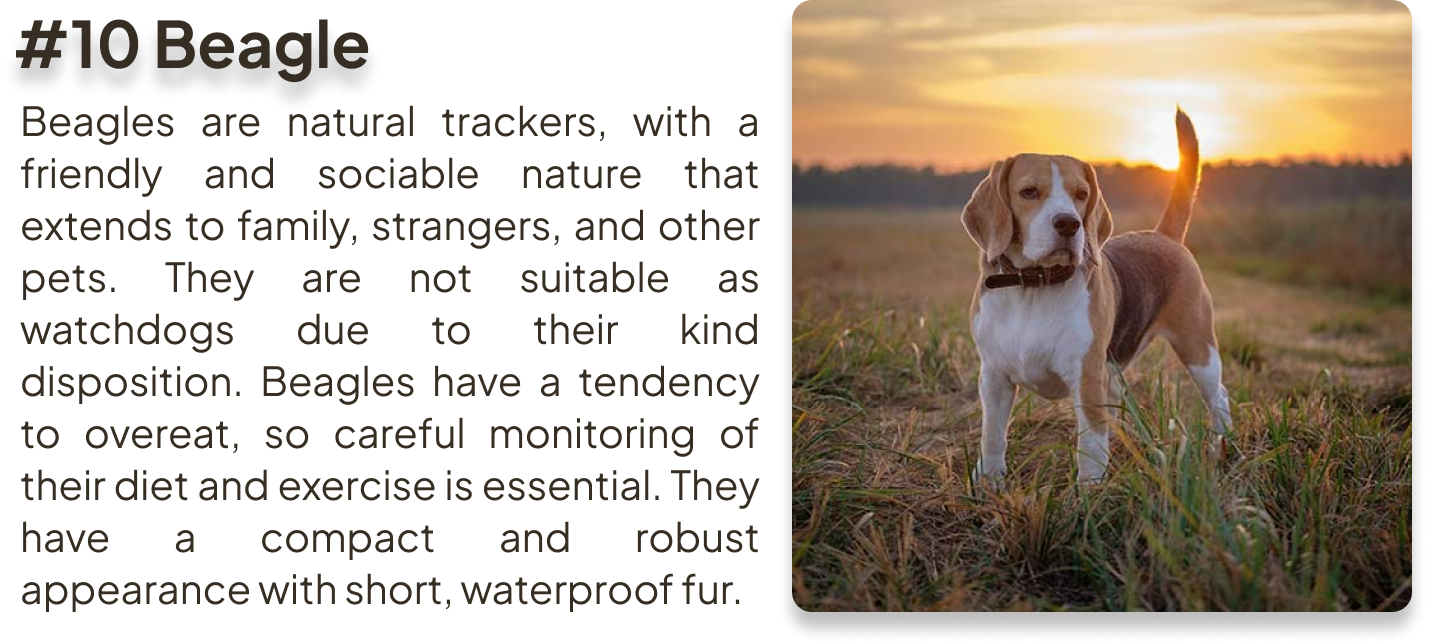 #10 Beagle
Beagles are natural trackers, with a
friendly and sociable nature that
extends to family, strangers, and other
pets. They are not suitable as
watchdogs due to their kind
disposition. Beagles have a tendency
to overeat, so careful monitoring of
their diet and exercise is essential. They
have a compact and robust
appearance with short, waterproof fur.